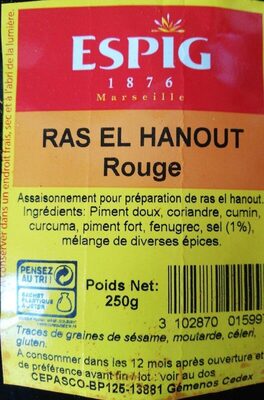 ESPIG
1876
Marseille
RAS EL HANOUT
Rouge
Assaisonnement pour préparation de ras el hanout.
Ingrédients: Piment doux, coriandre, cumin,
curcuma, piment fort, fenugrec, sel (1%),
mélange de diverses épices.
conserver dans un endroit frais, sec et à l'abri de la lumière.
PENSEZ
AU TRI !
SACHET
PLASTIQUE
À JETER
Poids Net:
250g
3 102870 01599
Traces de graines de sésame, moutarde, céleri,
gluten.
A consommer dans les 12 mois après ouverture et
de préférence avant fin/lot : voir au dos
CEPASCO-BP125-13881 Gémenos Cedex